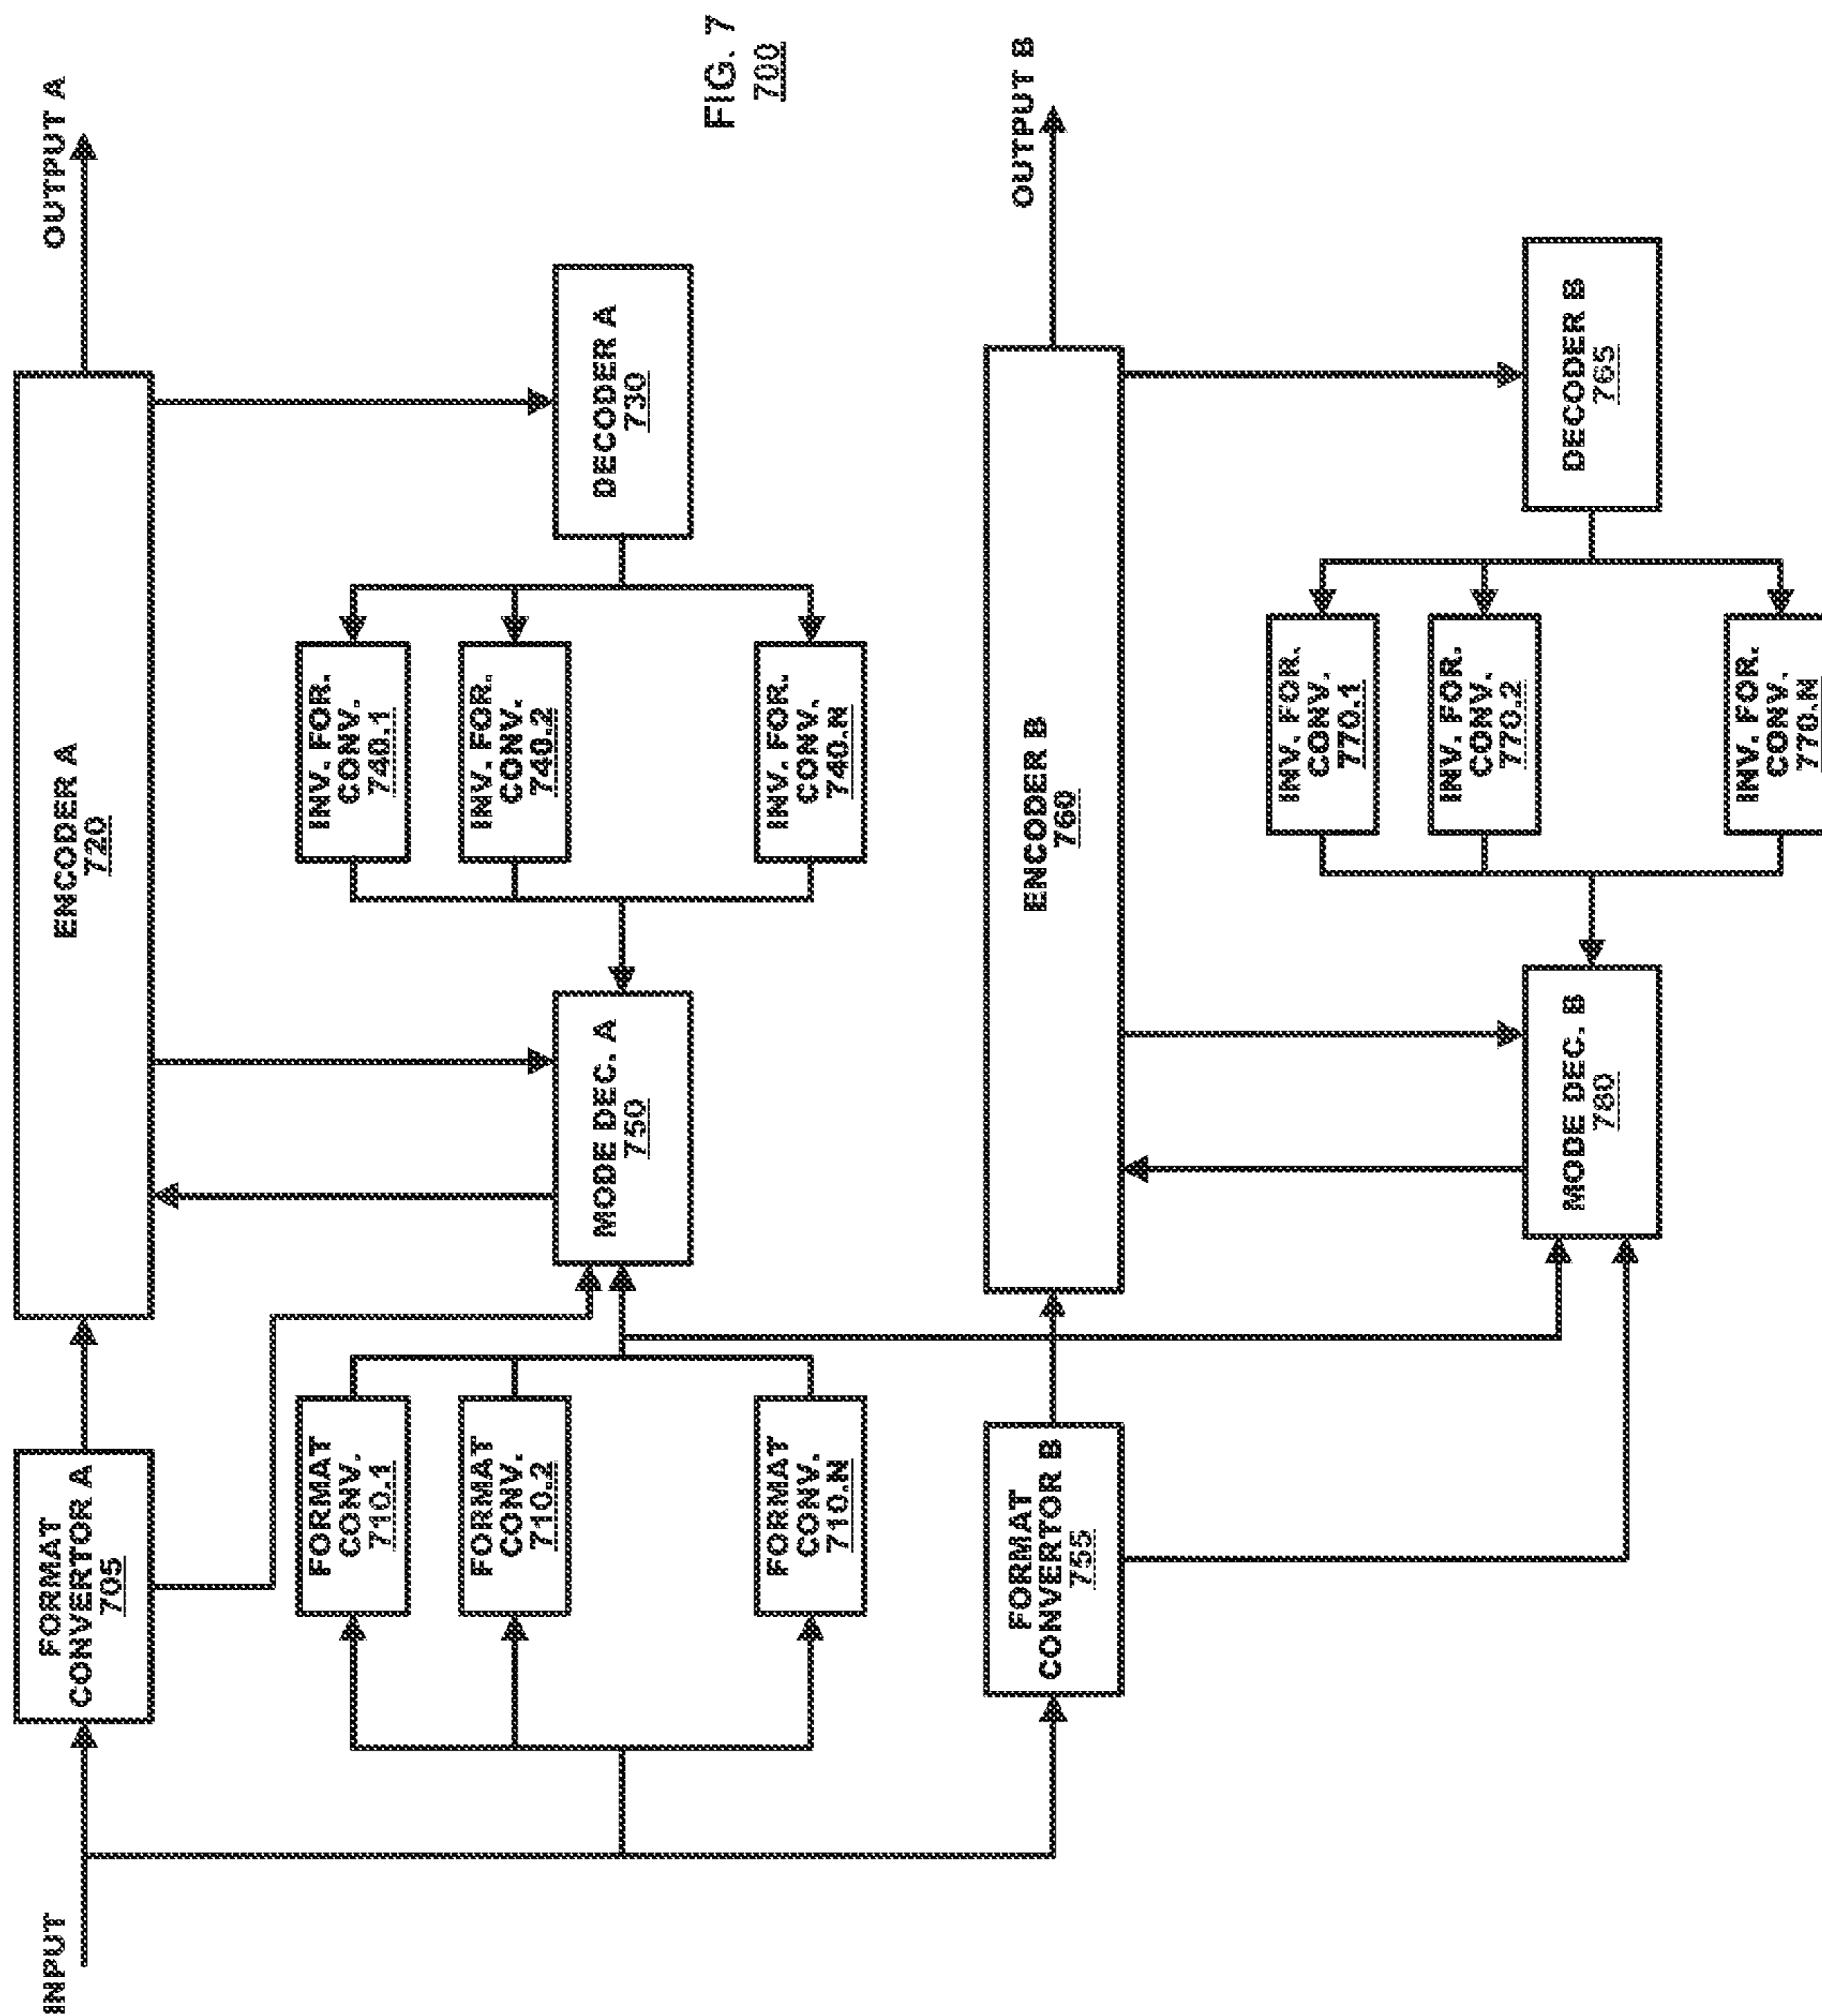 INPUT
FORMAT
CONVERTOR A
705
ENCODER A
720
OUTPUT A
FORMAT
CONV.
710.1
FORMAT
CONV.
710.2
FORMAT
CONV.
710.N
MODE DEC. A
750
INV. FOR.
CONV.
740.1
INV. FOR.
CONV.
740.2
INV. FOR.
CONV.
740.N
DECODER A
730
FIG. 7
700
FORMAT
CONVERTOR B
755
ENCODER B
760
OUTPUT B
MODE DEC. B
780
INV. FOR.
CONV.
770.1
INV. FOR.
CONV.
770.2
INV. FOR.
CONV.
770.N
DECODER B
765